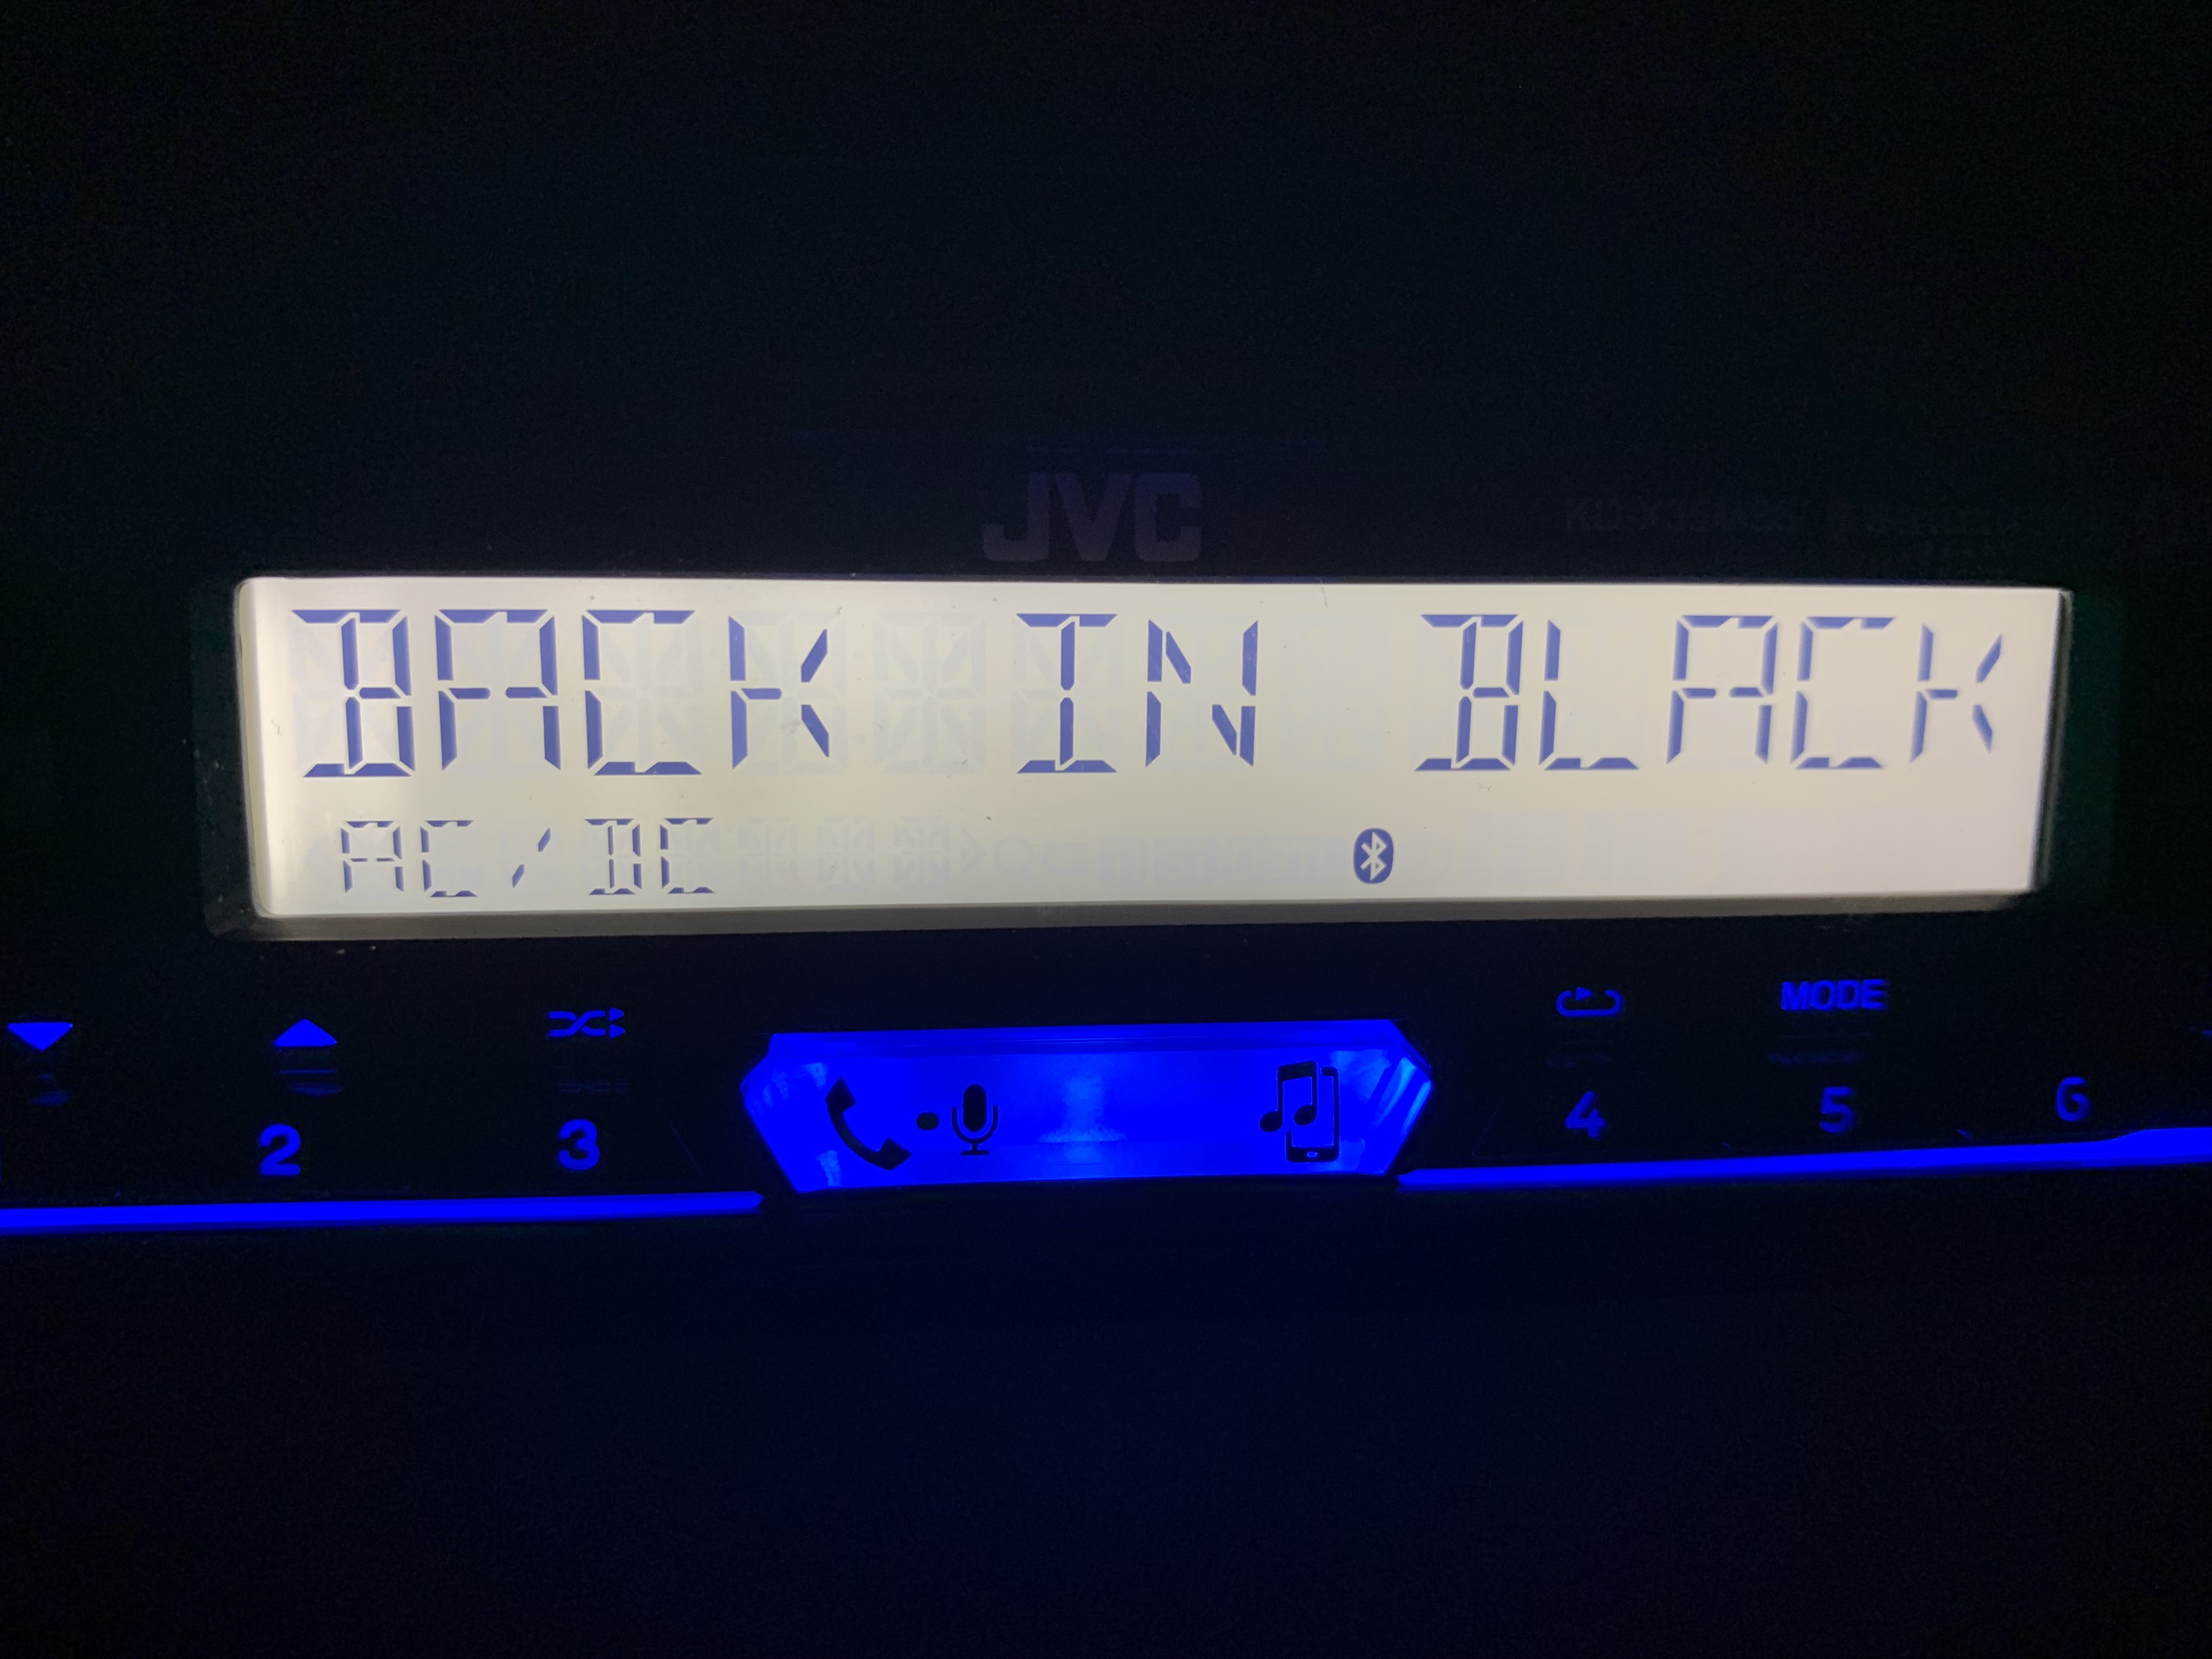 JVC
BACK IN BLACK
AC/DC
MODE
2 3 4 5 6